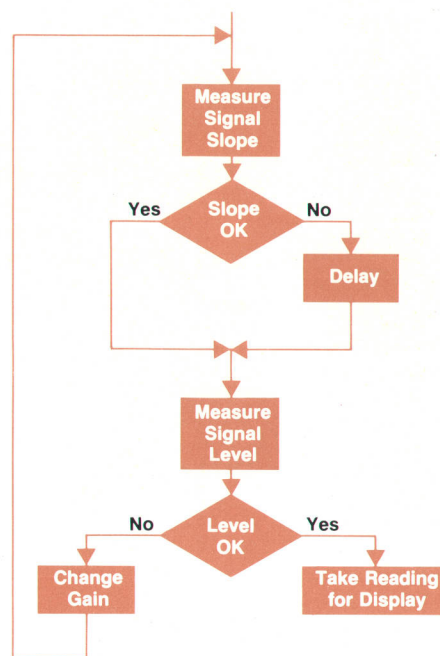 Measure
Signal
Slope
Yes
Slope
OK
No
Delay
Measure
Signal
Level
No
Level
OK
Yes
Change
Gain
Take Reading
for Display